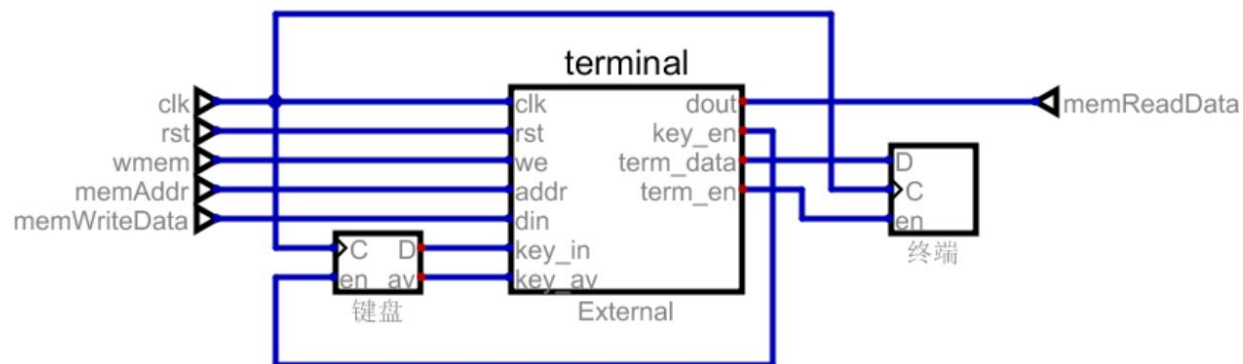 terminal
clk
rst
wmem
memAddr
memWriteData
clk
rst
we
addr
din
key_in
key_av
dout
key_en
term_data
term_en
External
C
D
en
av
键盘
D
C
en
终端
memReadData